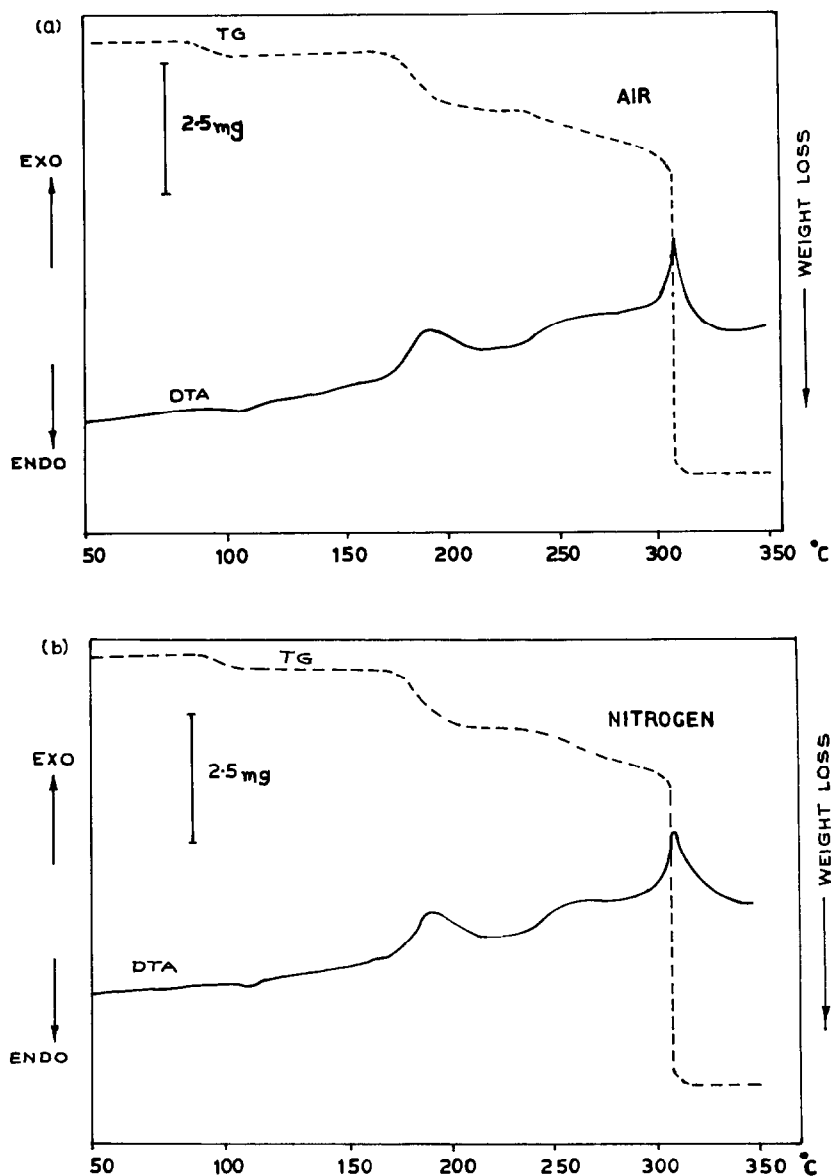 (a)
TG
AIR
2.5mg
EXO
WEIGHT LOSS
DTA
ENDO
50 100 150 200 250 300 350 °C
(b)
TG
NITROGEN
2.5mg
EXO
WEIGHT LOSS
DTA
ENDO
50 100 150 200 250 300 350 °C